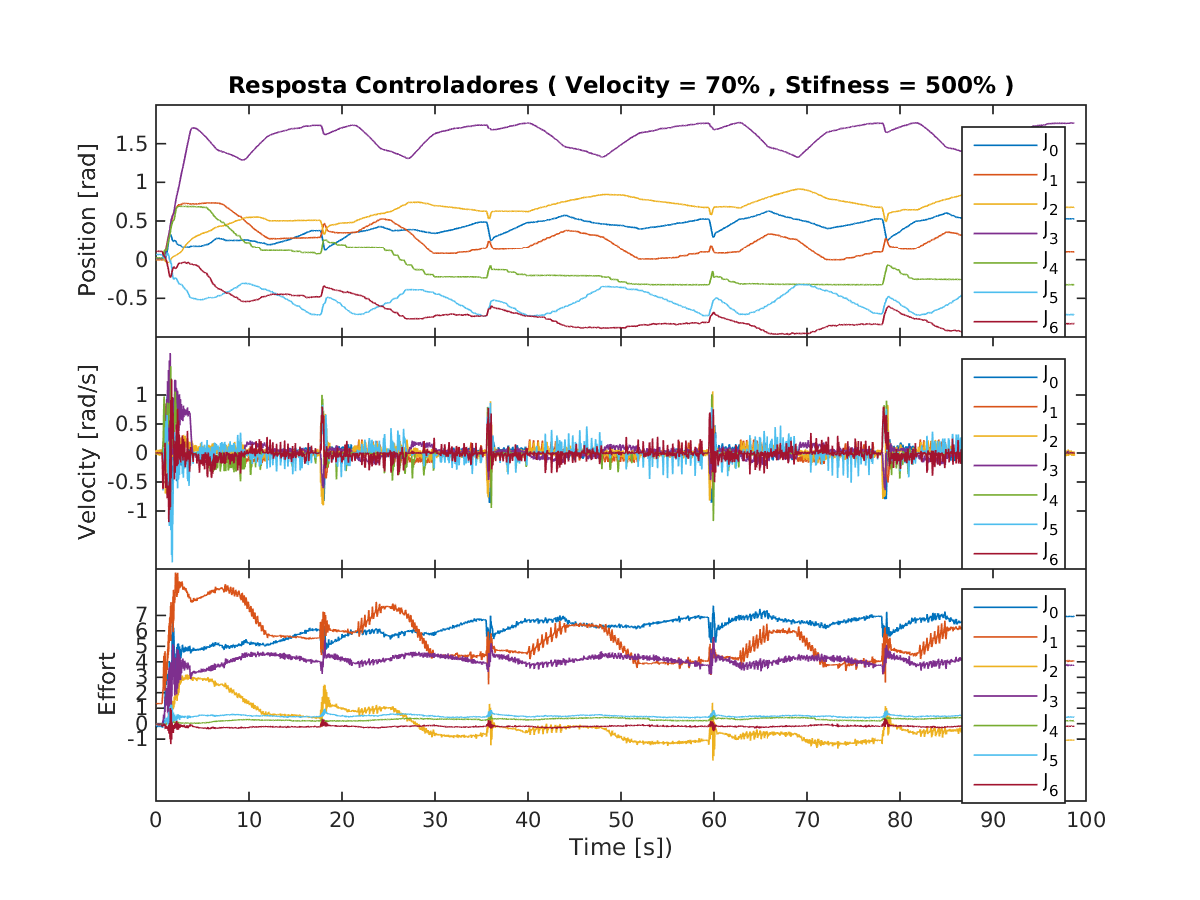 Resposta Controladores ( Velocity = 70% , Stifness = 500% )
Position [rad]
1.5
1
0.5
0
-0.5
J0
J1
J2
J3
J4
J5
J6
Velocity [rad/s]
1
0.5
0
-0.5
-1
J0
J1
J2
J3
J4
J5
J6
Effort
7
6
5
4
3
2
1
0
-1
J0
J1
J2
J3
J4
J5
J6
0 10 20 30 40 50 60 70 80 90 100
Time [s])